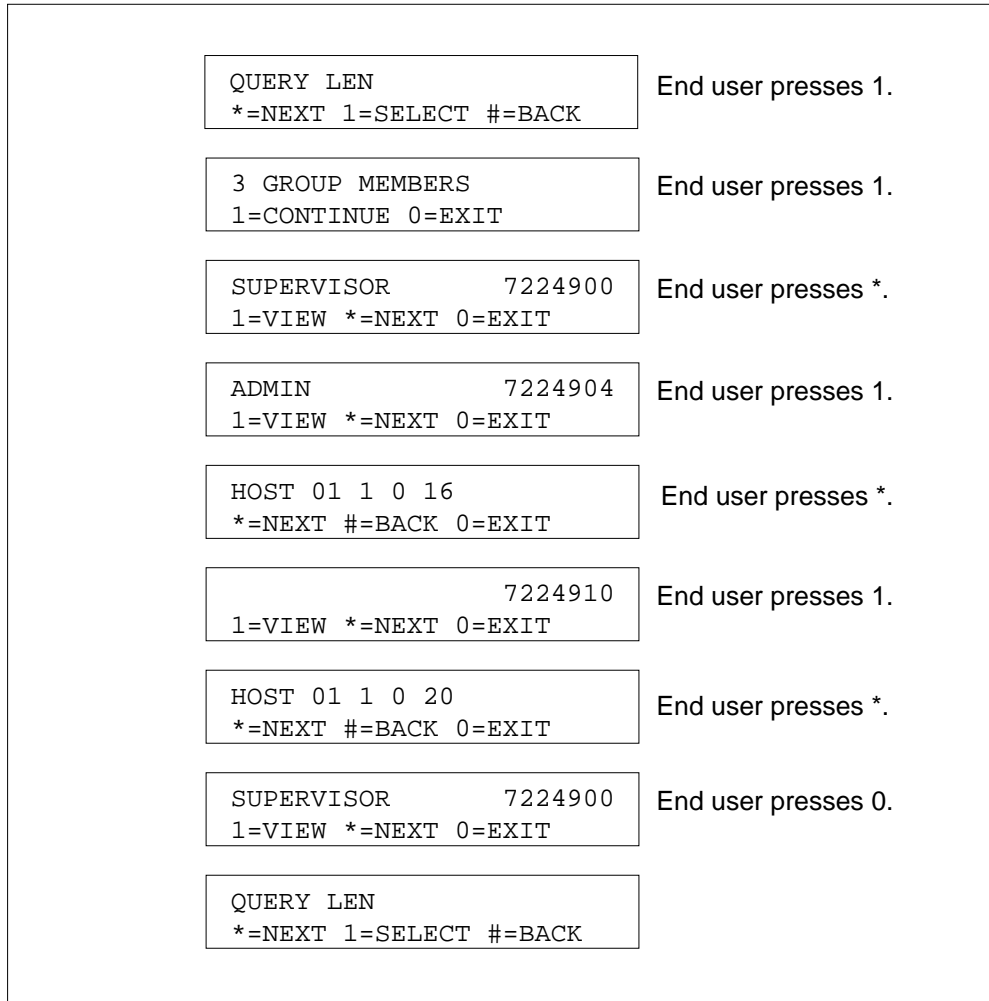 QUERY LEN
*=NEXT 1=SELECT #=BACK
End user presses 1.
3 GROUP MEMBERS
1=CONTINUE 0=EXIT
End user presses 1.
SUPERVISOR 7224900
1=VIEW *=NEXT 0=EXIT
End user presses *.
ADMIN 7224904
1=VIEW *=NEXT 0=EXIT
End user presses 1.
HOST 01 1 0 16
*=NEXT #=BACK 0=EXIT
End user presses *.
7224910
1=VIEW *=NEXT 0=EXIT
End user presses 1.
HOST 01 1 0 20
*=NEXT #=BACK 0=EXIT
End user presses *.
SUPERVISOR 7224900
1=VIEW *=NEXT 0=EXIT
End user presses 0.
QUERY LEN
*=NEXT 1=SELECT #=BACK